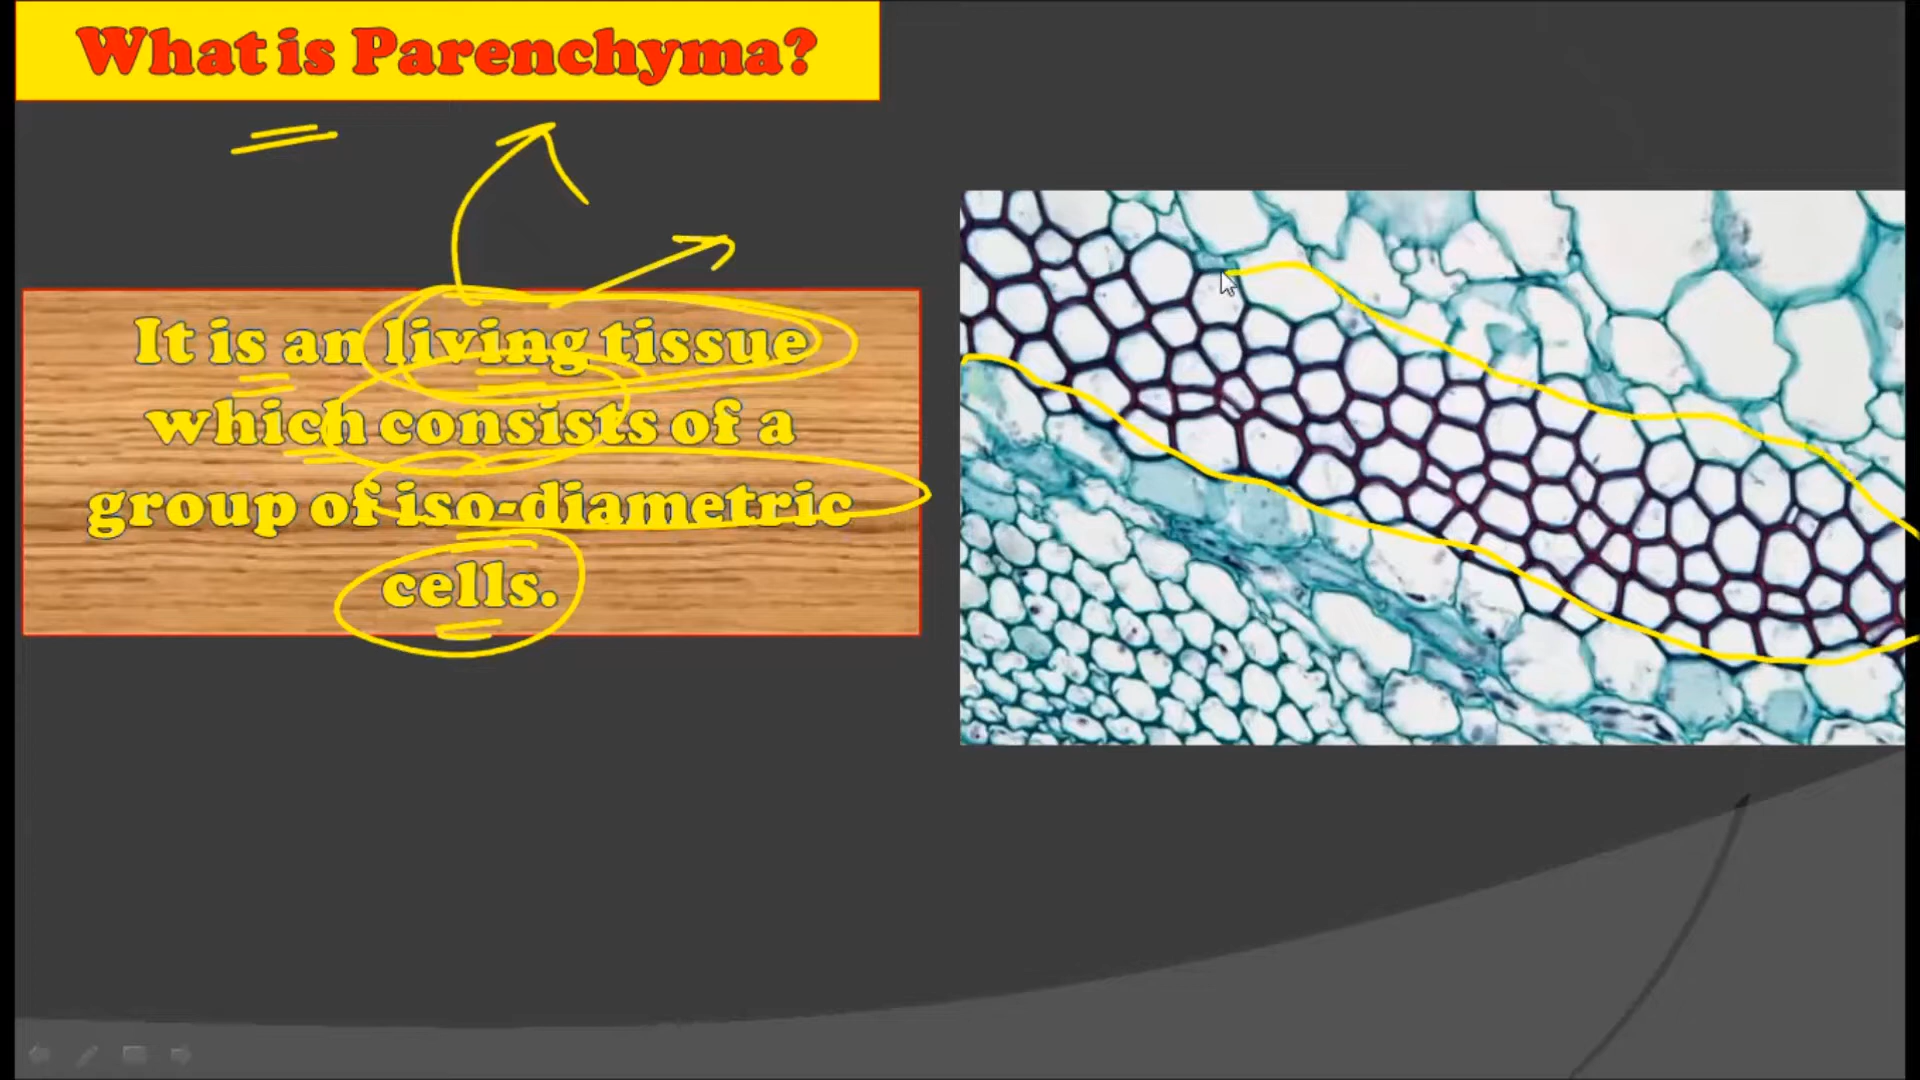 What is Parenchyma?
It is an living tissue
which consists of a
group of iso-diametric
cells.